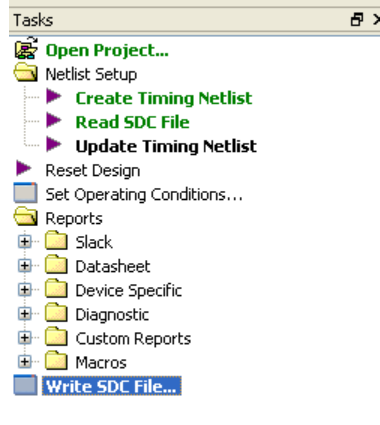 Tasks
Open Project...
Netlist Setup
Create Timing Netlist
Read SDC File
Update Timing Netlist
Reset Design
Set Operating Conditions...
Reports
Slack
Datasheet
Device Specific
Diagnostic
Custom Reports
Macros
Write SDC File...